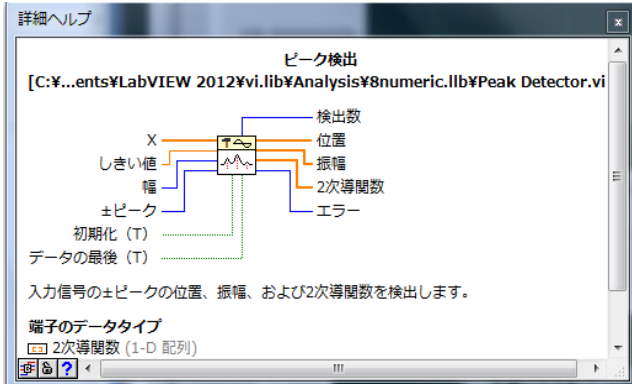 詳細ヘルプ
ピーク検出
[C:¥...ents¥LabVIEW 2012¥vi.lib¥Analysis¥8numeric.llb¥Peak Detector.vi
検出数
X
位置
しきい値
振幅
幅
2次導関数
±ピーク
エラー
初期化（T）
データの最後（T）
入力信号の±ピークの位置、振幅、および2次導関数を検出します。
端子のデータタイプ
2次導関数 (1-D 配列)